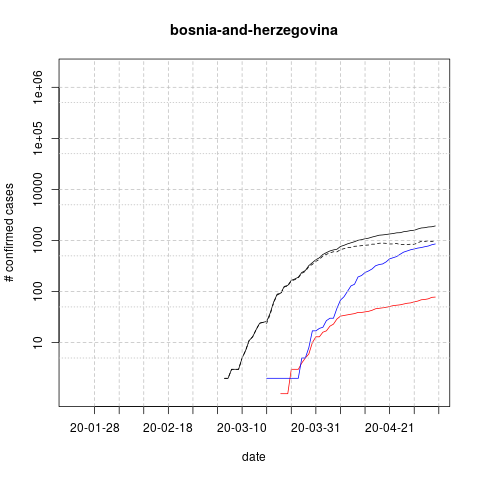 bosnia-and-herzegovina
# confirmed cases
1e+06
1e+05
10000
1000
100
10
20-01-28 20-02-18 20-03-10 20-03-31 20-04-21
date